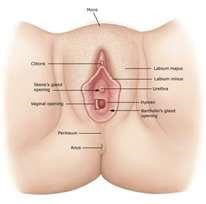 Mons
Clitoris
Labium majus
Labium minus
Skene's gland
opening
Urethra
Vaginal opening
Hymen
Bartholin's gland
opening
Perineum
Anus